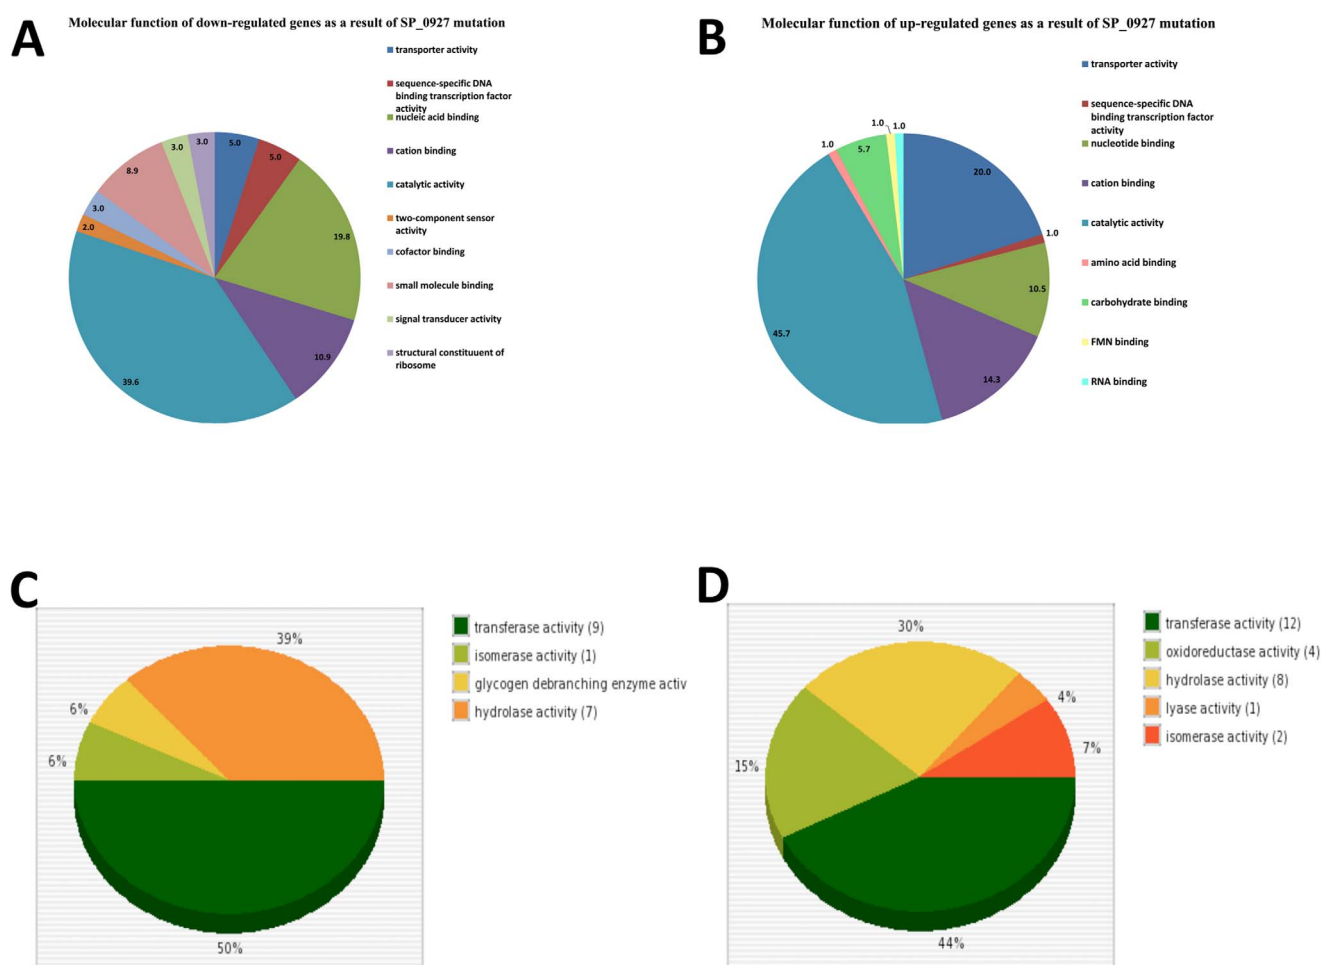 A
Molecular function of down-regulated genes as a result of SP_0927 mutation
transporter activity
sequence-specific DNA
binding transcription factor
activity
nucleic acid binding
cation binding
catalytic activity
two-component sensor
activity
cofactor binding
small molecule binding
signal transducer activity
structural constituuent of
ribosome
5.0
5.0
19.8
10.9
39.6
2.0
3.0
8.9
3.0
3.0
B
Molecular function of up-regulated genes as a result of SP_0927 mutation
transporter activity
sequence-specific DNA
binding transcription factor
activity
nucleotide binding
cation binding
catalytic activity
amino acid binding
carbohydrate binding
FMN binding
RNA binding
20.0
1.0
10.5
14.3
45.7
1.0
5.7
1.0
1.0
C
39%
6%
6%
50%
transferase activity (9)
isomerase activity (1)
glycogen debranching enzyme activ
hydrolase activity (7)
D
30%
4%
7%
15%
44%
transferase activity (12)
oxidoreductase activity (4)
hydrolase activity (8)
lyase activity (1)
isomerase activity (2)